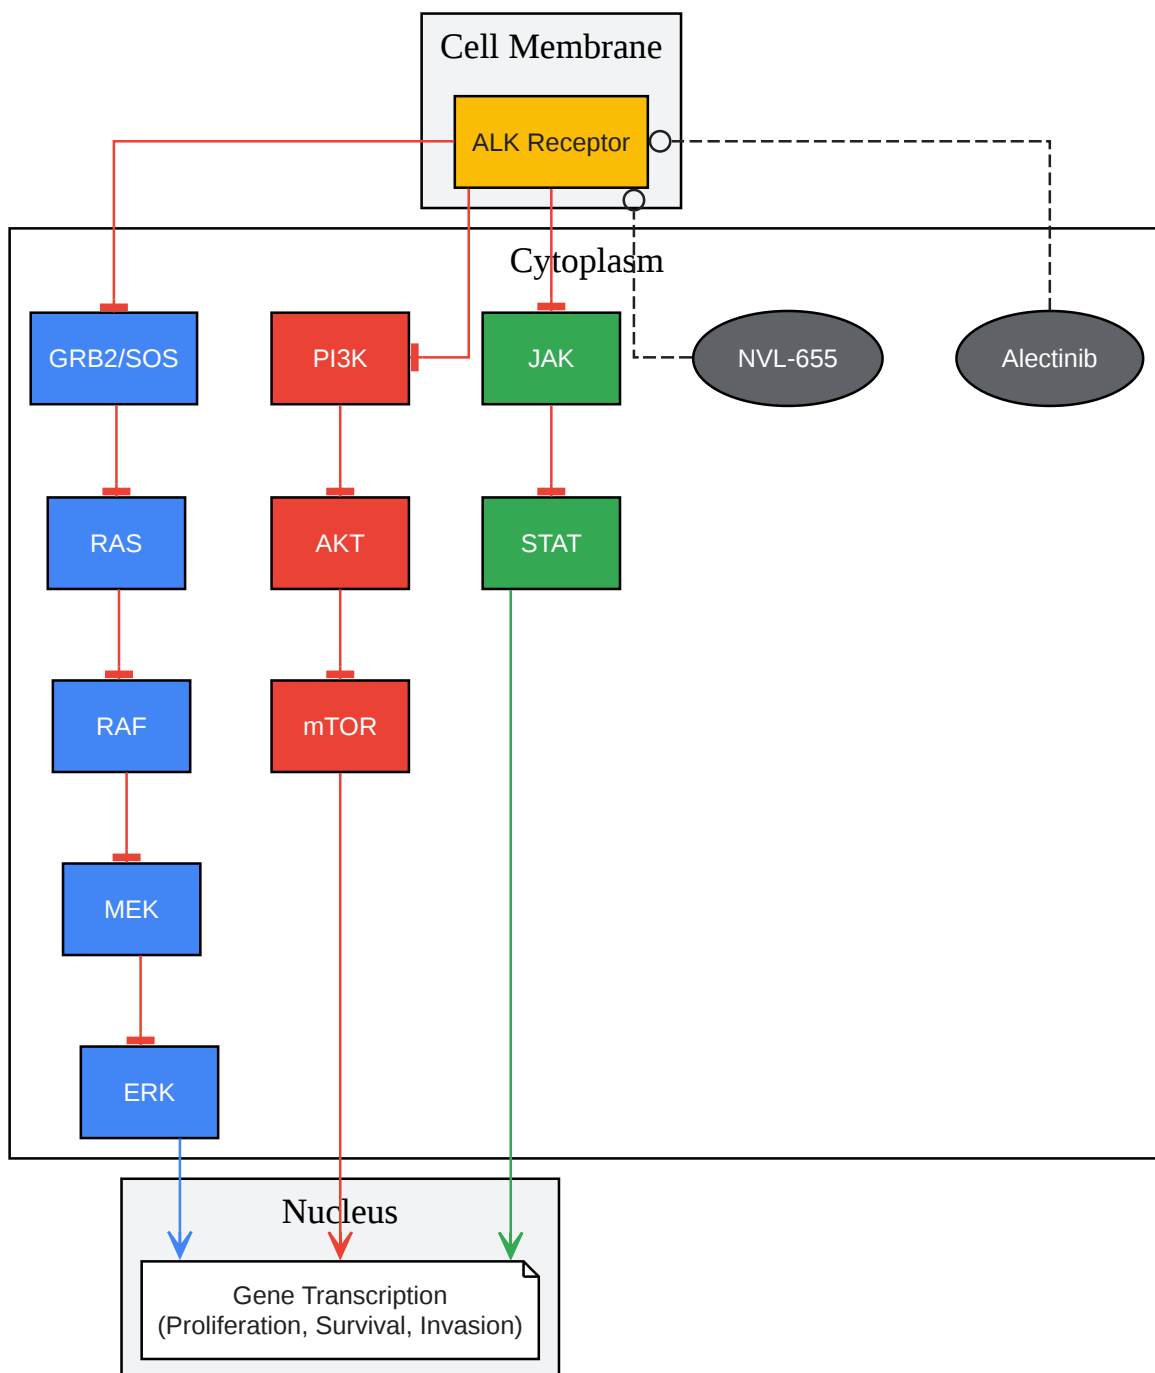 Cell Membrane
ALK Receptor
Cytoplasm
GRB2/SOS
PI3K
JAK
NVL-655
Alectinib
RAS
AKT
STAT
RAF
mTOR
MEK
ERK
Nucleus
Gene Transcription
(Proliferation, Survival, Invasion)